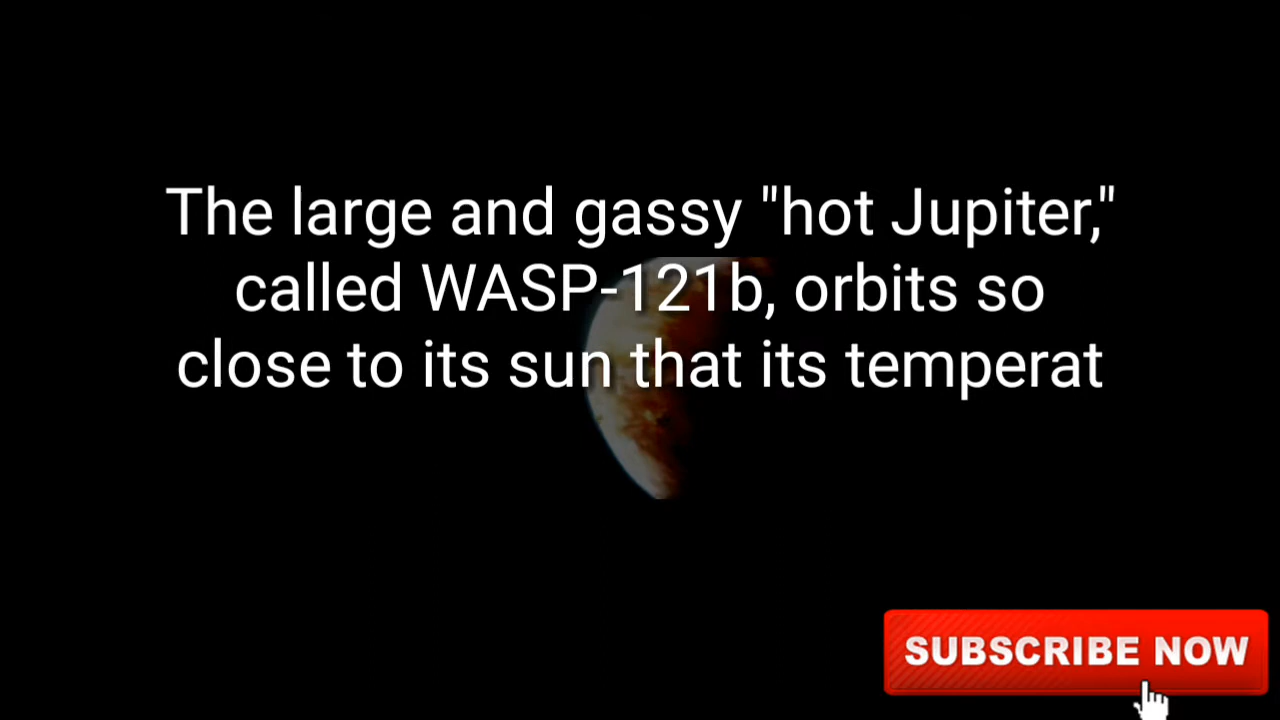 The large and gassy "hot Jupiter,"
called WASP-121b, orbits so
close to its sun that its temperat
SUBSCRIBE NOW